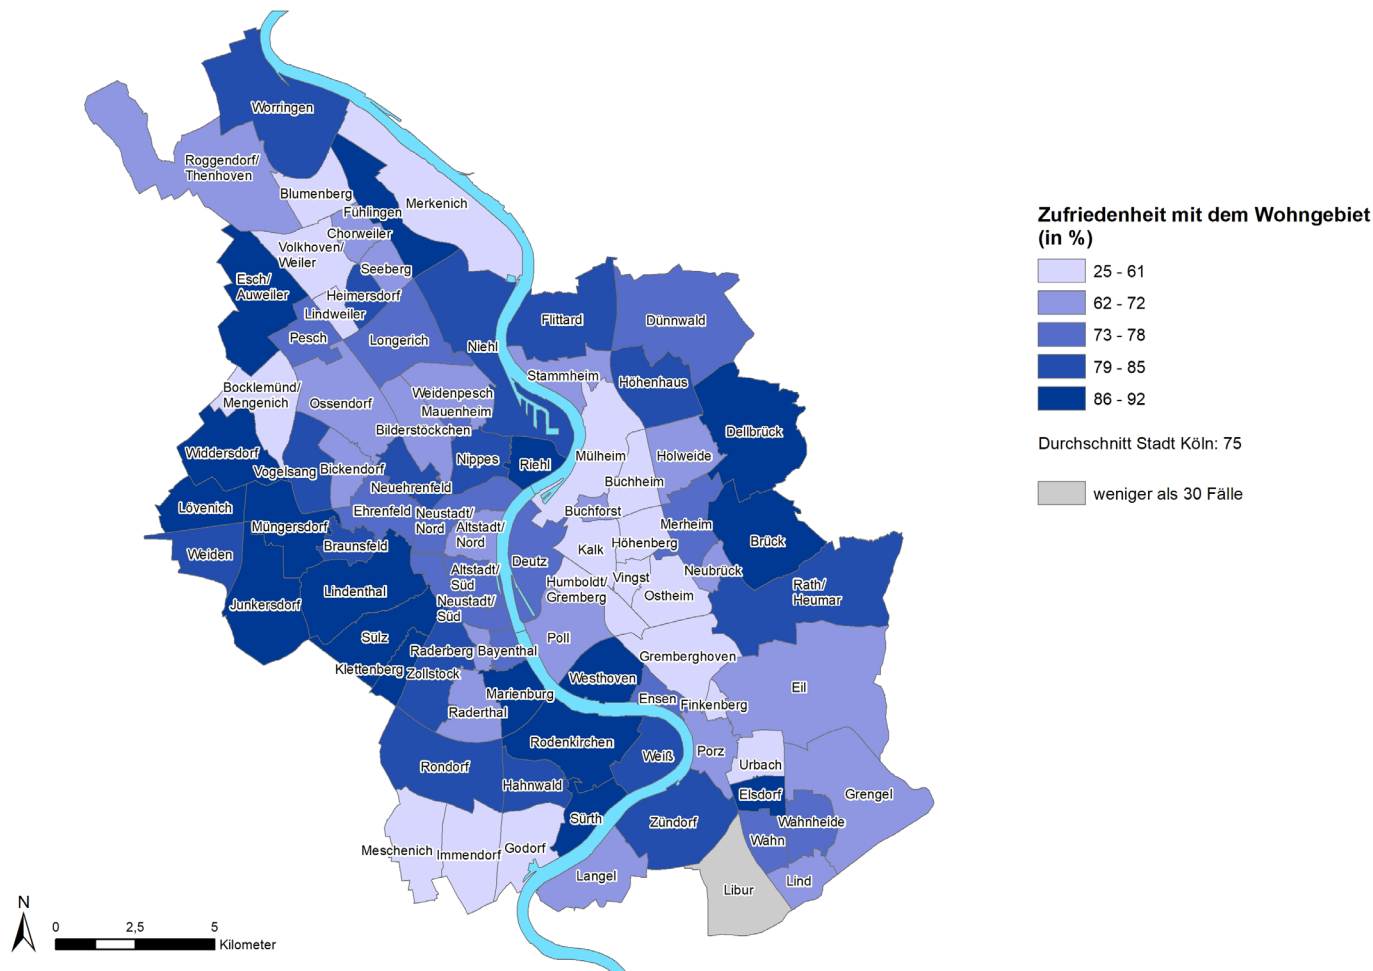 Worringen
Roggendorf/
Thenhoven
Blumenberg
Fühlingen
Merkenich
Chorweiler
Volkhoven/
Weiler
Seeberg
Esch/
Auweiler
Heimersdorf
Lindweiler
Pesch
Longerich
Niehl
Flittard
Dünnwald
Stammheim
Höhenhaus
Bocklemünd/
Mengenich
Ossendorf
Weidenpesch
Mauenheim
Bilderstöckchen
Dellbrück
Widdersdorf
Vogelsang
Bickendorf
Nippes
Riehl
Mülheim
Holweide
Buchheim
Neuehrenfeld
Lövenich
Ehrenfeld
Neustadt/
Nord
Altstadt/
Nord
Buchforst
Merheim
Müngersdorf
Braunsfeld
Weiden
Deutz
Kalk
Höhenberg
Brück
Neubrück
Altstadt/
Süd
Humboldt/
Gremberg
Vingst
Ostheim
Rath/
Heumar
Lindenthal
Junkersdorf
Neustadt/
Süd
Sülz
Poll
Klettenberg
Raderberg
Bayenthal
Zollstock
Gremberghoven
Westhoven
Marienburg
Raderthal
Ensen
Finkenberg
Eil
Rodenkirchen
Weiß
Porz
Urbach
Rondorf
Hahnwald
Elsdorf
Grengel
Sürth
Zündorf
Wahnheide
Wahn
Meschenich
Immendorf
Godorf
Langel
Lind
Libur
Zufriedenheit mit dem Wohngebiet
(in %)
25 - 61
62 - 72
73 - 78
79 - 85
86 - 92
Durchschnitt Stadt Köln: 75
weniger als 30 Fälle
N
0 2,5 5
Kilometer